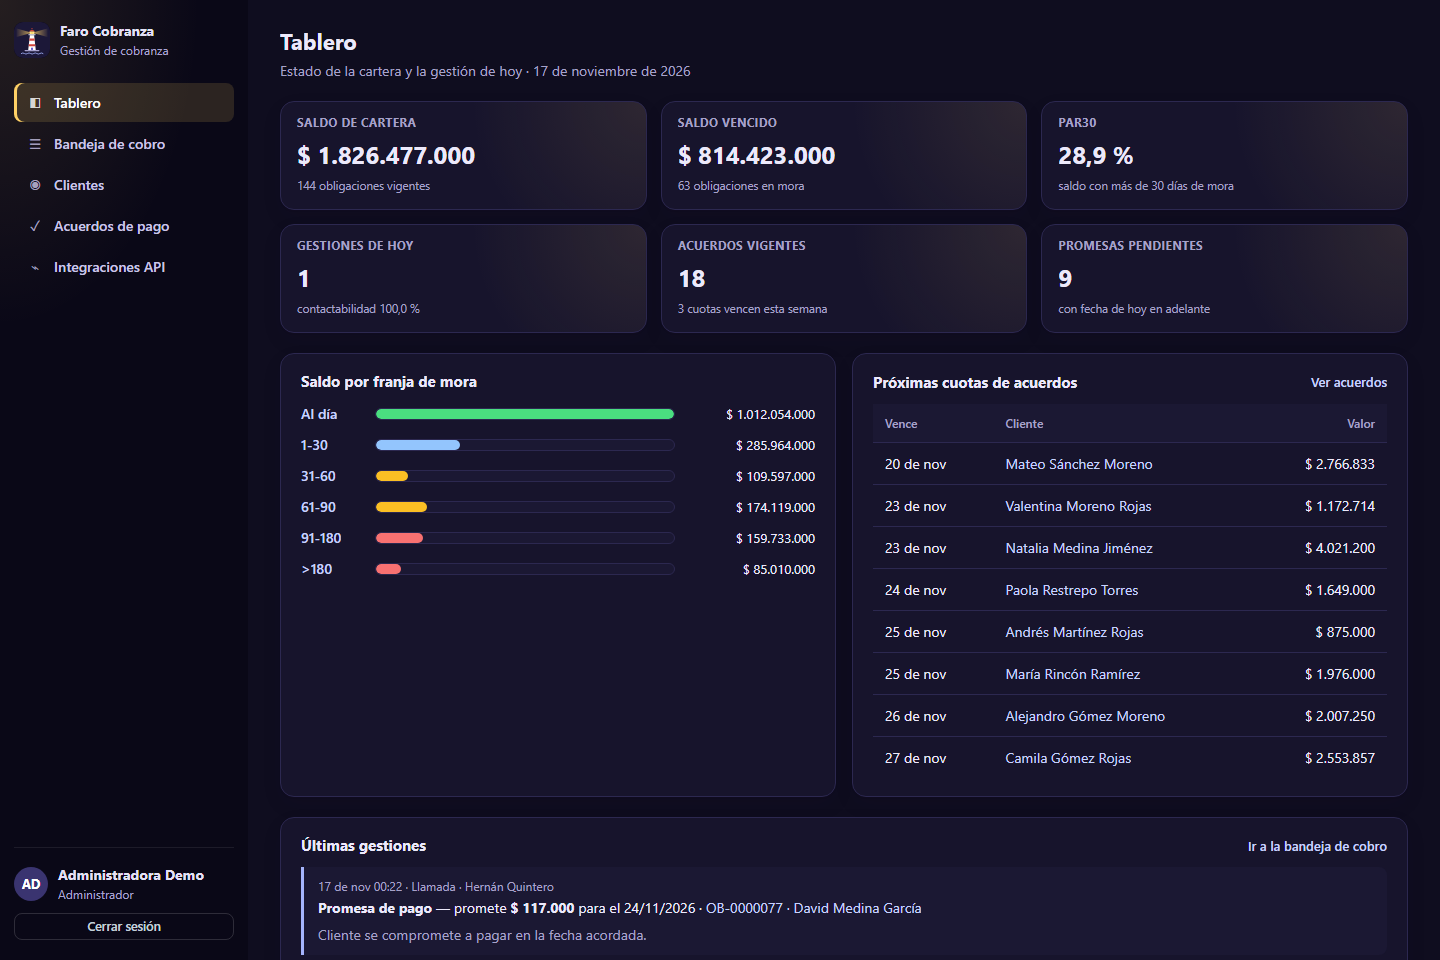 Faro Cobranza
Gestión de cobranza
Tablero
Bandeja de cobro
Clientes
Acuerdos de pago
Integraciones API
Administradora Demo
AD
Administrador
Cerrar sesión
Tablero
Estado de la cartera y la gestión de hoy · 17 de noviembre de 2026
SALDO DE CARTERA
$ 1.826.477.000
144 obligaciones vigentes
SALDO VENCIDO
$ 814.423.000
63 obligaciones en mora
PAR30
28,9 %
saldo con más de 30 días de mora
GESTIONES DE HOY
1
contactabilidad 100,0 %
ACUERDOS VIGENTES
18
3 cuotas vencen esta semana
PROMESAS PENDIENTES
9
con fecha de hoy en adelante
Saldo por franja de mora
Al día $ 1.012.054.000
1-30 $ 285.964.000
31-60 $ 109.597.000
61-90 $ 174.119.000
91-180 $ 159.733.000
>180 $ 85.010.000
Próximas cuotas de acuerdos Ver acuerdos
Vence Cliente Valor
20 de nov Mateo Sánchez Moreno $ 2.766.833
23 de nov Valentina Moreno Rojas $ 1.172.714
23 de nov Natalia Medina Jiménez $ 4.021.200
24 de nov Paola Restrepo Torres $ 1.649.000
25 de nov Andrés Martínez Rojas $ 875.000
25 de nov María Rincón Ramírez $ 1.976.000
26 de nov Alejandro Gómez Moreno $ 2.007.250
27 de nov Camila Gómez Rojas $ 2.553.857
Últimas gestiones Ir a la bandeja de cobro
17 de nov 00:22 · Llamada · Hernán Quintero
Promesa de pago — promete $ 117.000 para el 24/11/2026 · OB-0000077 · David Medina García
Cliente se compromete a pagar en la fecha acordada.